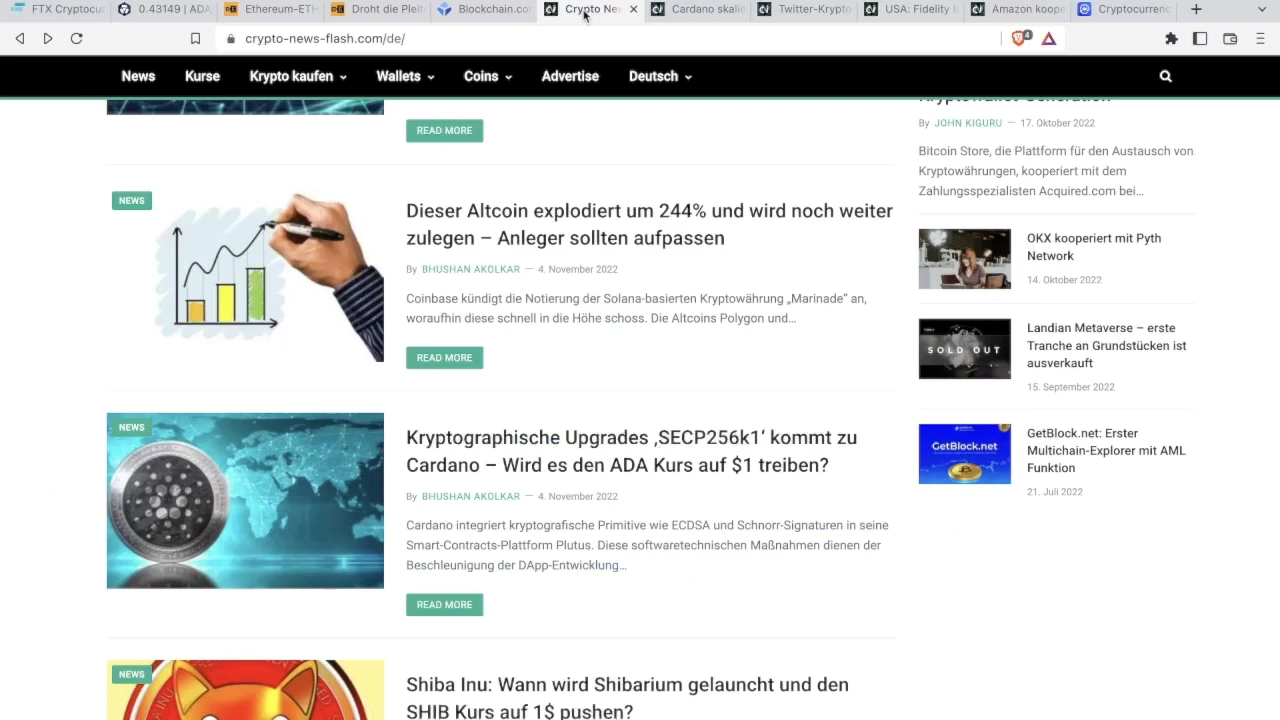 FTX Cryptocur
0.43149 | ADA
Ethereum-ETH
Droht die Pleit
Blockchain.co
Crypto New
Cardano skalie
Twitter-Krypto
USA: Fidelity
Amazon koope
Cryptocurrenc
crypto-news-flash.com/de/
4
News
Kurse
Krypto kaufen
Wallets
Coins
Advertise
Deutsch
READ MORE
NEWS
Dieser Altcoin explodiert um 244% und wird noch weiter
zulegen – Anleger sollten aufpassen
By BHUSHAN AKOLKAR — 4. November 2022
Coinbase kündigt die Notierung der Solana-basierten Kryptowährung „Marinade“ an,
woraufhin diese schnell in die Höhe schoss. Die Altcoins Polygon und...
READ MORE
NEWS
Kryptographische Upgrades ‚SECP256k1‘ kommt zu
Cardano – Wird es den ADA Kurs auf $1 treiben?
By BHUSHAN AKOLKAR — 4. November 2022
Cardano integriert kryptografische Primitive wie ECDSA und Schnorr-Signaturen in seine
Smart-Contracts-Plattform Plutus. Diese softwaretechnischen Maßnahmen dienen der
Beschleunigung der DApp-Entwicklung...
READ MORE
NEWS
Shiba Inu: Wann wird Shibarium gelauncht und den
SHIB Kurs auf 1$ pushen?
Kryptowallet-Generation
By JOHN KIGURU — 17. Oktober 2022
Bitcoin Store, die Plattform für den Austausch von
Kryptowährungen, kooperiert mit dem
Zahlungsspezialisten Acquired.com bei...
OKX kooperiert mit Pyth
Network
14. Oktober 2022
SOLD OUT
Landian Metaverse – erste
Tranche an Grundstücken ist
ausverkauft
15. September 2022
GetBlock.net
GetBlock.net: Erster
Multichain-Explorer mit AML
Funktion
21. Juli 2022